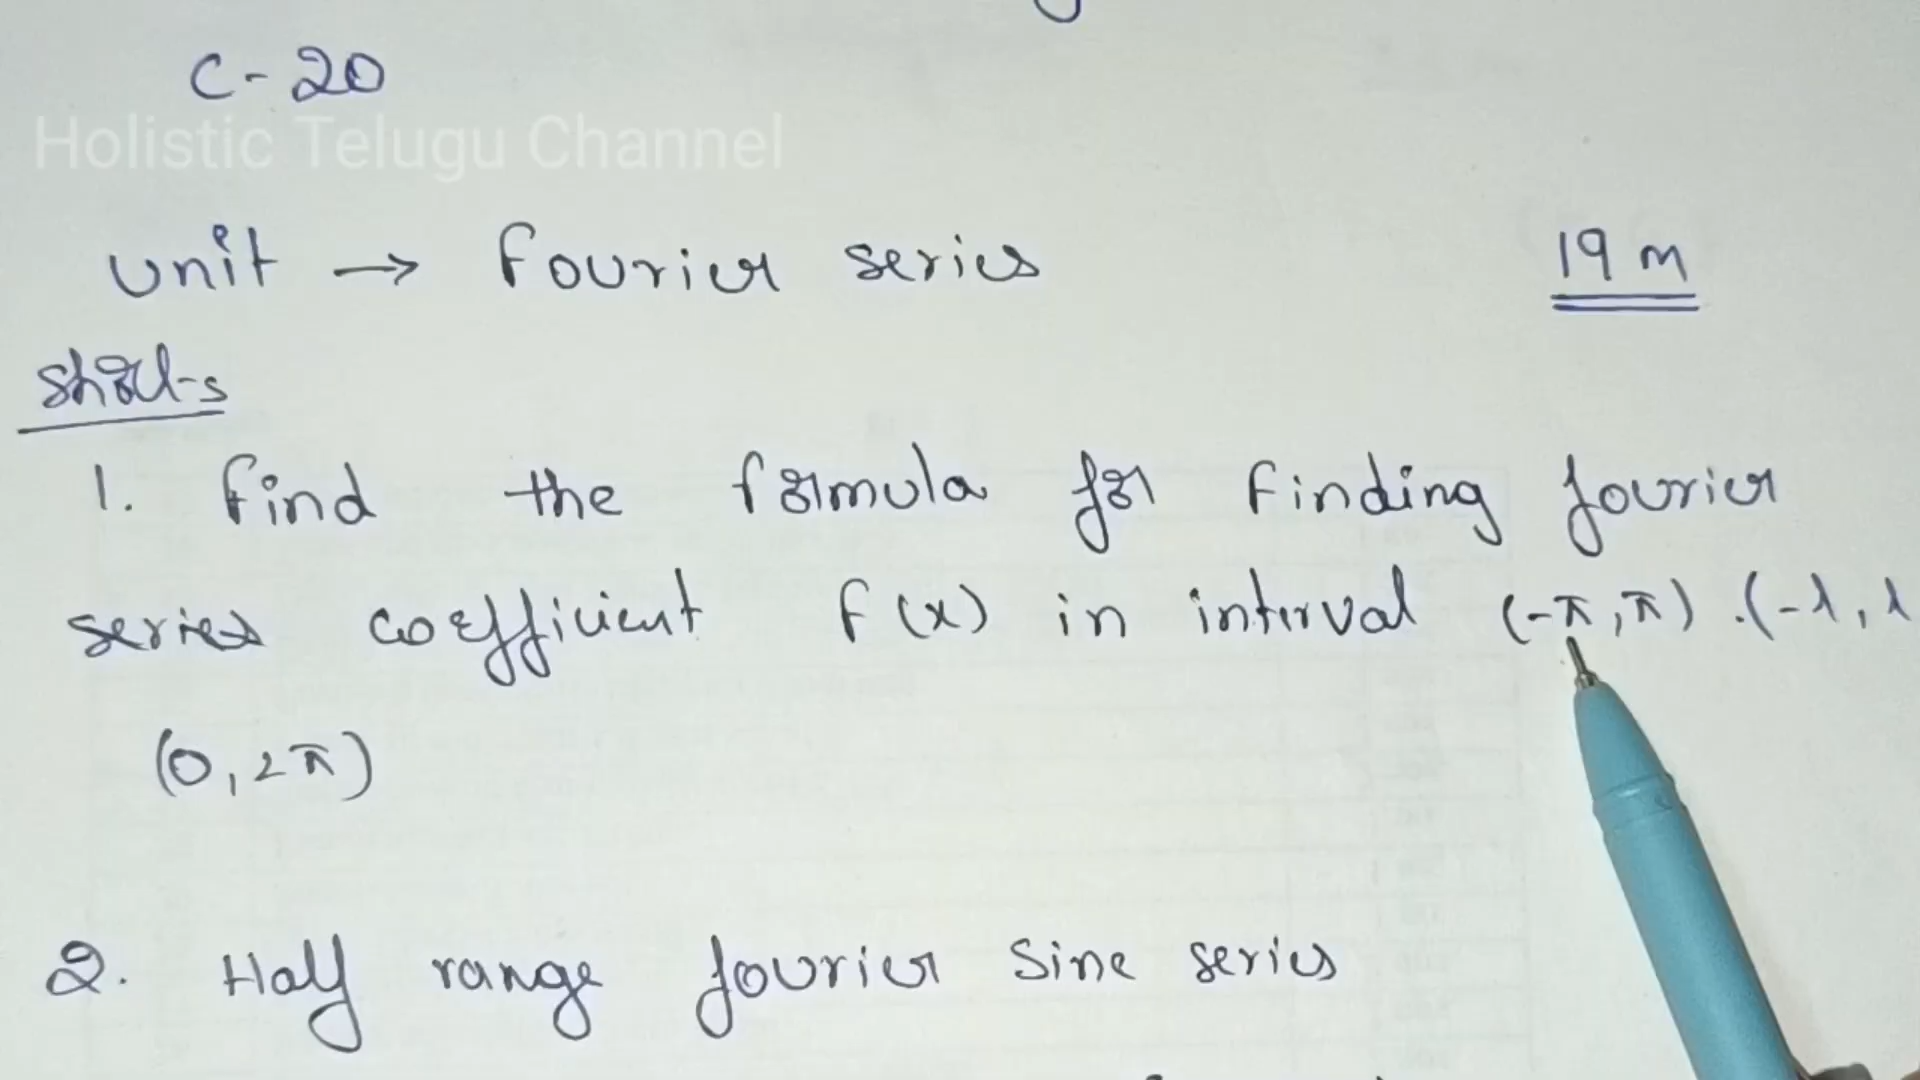 C-20
Holistic Telugu Channel
unit → fourier series
19 m
Short-s
1. find the formula for finding fourier
series coefficient f(x) in interval (-π,π) . (-λ, λ
(0, 2π)
2. Half range fourier sine series